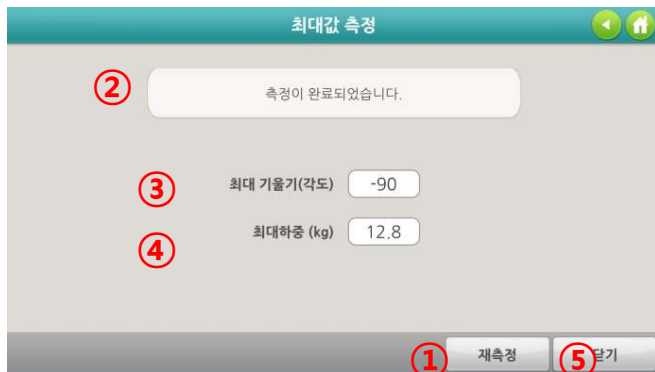 최대값 측정
② 측정이 완료되었습니다.
③ 최대 기울기(각도) -90
④ 최대하중 (kg) 12.8
① 재측정 ⑤ 닫기